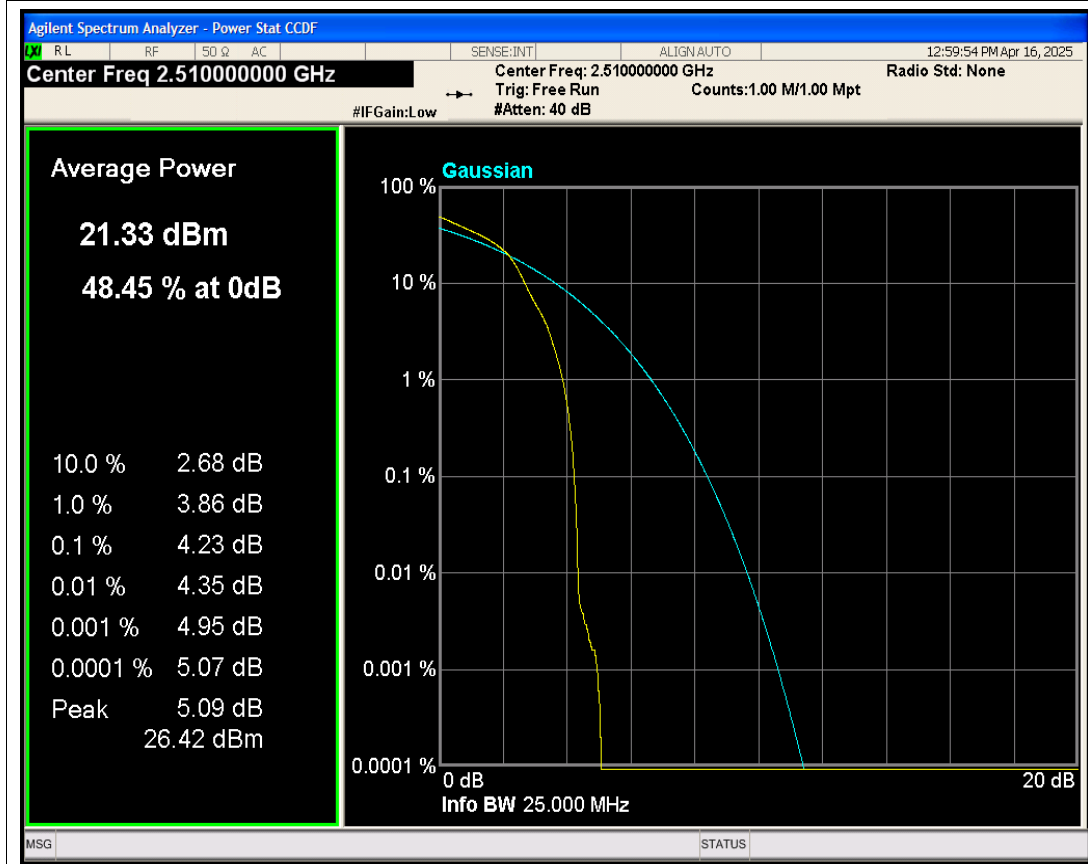 Agilent Spectrum Analyzer - Power Stat CCDF
LXI RL RF 50 Ω AC SENSE:INT ALIGN AUTO 12:59:54 PM Apr 16, 2025
Center Freq 2.510000000 GHz
Center Freq: 2.510000000 GHz Radio Std: None
Trig: Free Run Counts:1.00 M/1.00 Mpt
#IFGain:Low #Atten: 40 dB
Average Power
21.33 dBm
48.45 % at 0dB
10.0 % 2.68 dB
1.0 % 3.86 dB
0.1 % 4.23 dB
0.01 % 4.35 dB
0.001 % 4.95 dB
0.0001 % 5.07 dB
Peak 5.09 dB
26.42 dBm
Gaussian
100 %
10 %
1 %
0.1 %
0.01 %
0.001 %
0.0001 %
0 dB 20 dB
Info BW 25.000 MHz
MSG STATUS